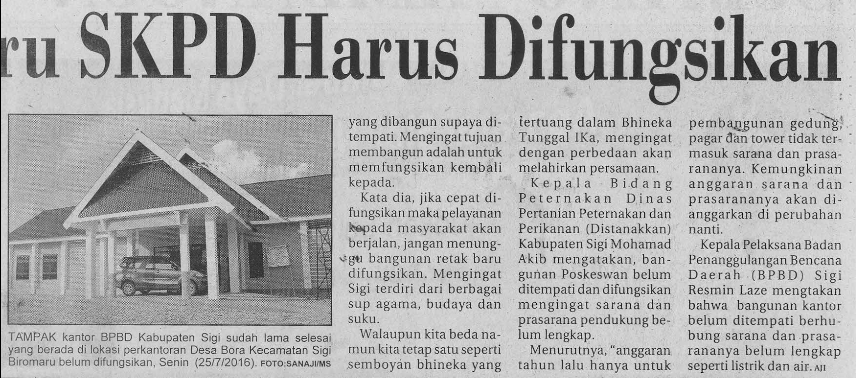 ru SKPD Harus Difungsikan
TAMPAK kantor BPBD Kabupaten Sigi sudah lama selesai
yang berada di lokasi perkantoran Desa Bora Kecamatan Sigi
Biromaru belum difungsikan, Senin (25/7/2016). FOTO:SANAJI/MS
yang dibangun supaya di-
tempati. Mengingat tujuan
membangun adalah untuk
memfungsikan kembali
kepada.
Kata dia, jika cepat di-
fungsikan maka pelayanan
kepada masyarakat akan
berjalan, jangan menung-
gu bangunan retak baru
difungsikan. Mengingat
Sigi terdiri dari berbagai
sup agama, budaya dan
suku.
Walaupun kita beda na-
mun kita tetap satu seperti
semboyan bhineka yang
tertuang dalam Bhineka
Tunggal IKa, mengingat
dengan perbedaan akan
melahirkan persamaan.
Kepala Bidang
Peternakan Dinas
Pertanian Peternakan dan
Perikanan (Distanakkan)
Kabupaten Sigi Mohamad
Akib mengatakan, ban-
gunan Poskeswan belum
ditempati dan difungsikan
mengingat sarana dan
prasarana pendukung be-
lum lengkap.
Menurutnya, “anggaran
tahun lalu hanya untuk
pembangunan gedung,
pagar dan tower tidak ter-
masuk sarana dan prasa-
rananya. Kemungkinan
anggaran sarana dan
prasarananya akan di-
anggarkan di perubahan
nanti.
Kepala Pelaksana Badan
Penanggulangan Bencana
Daerah (BPBD) Sigi
Resmin Laze mengtakan
bahwa bangunan kantor
belum ditempati berhu-
bung sarana dan prasa-
rananya belum lengkap
seperti listrik dan air. AJI